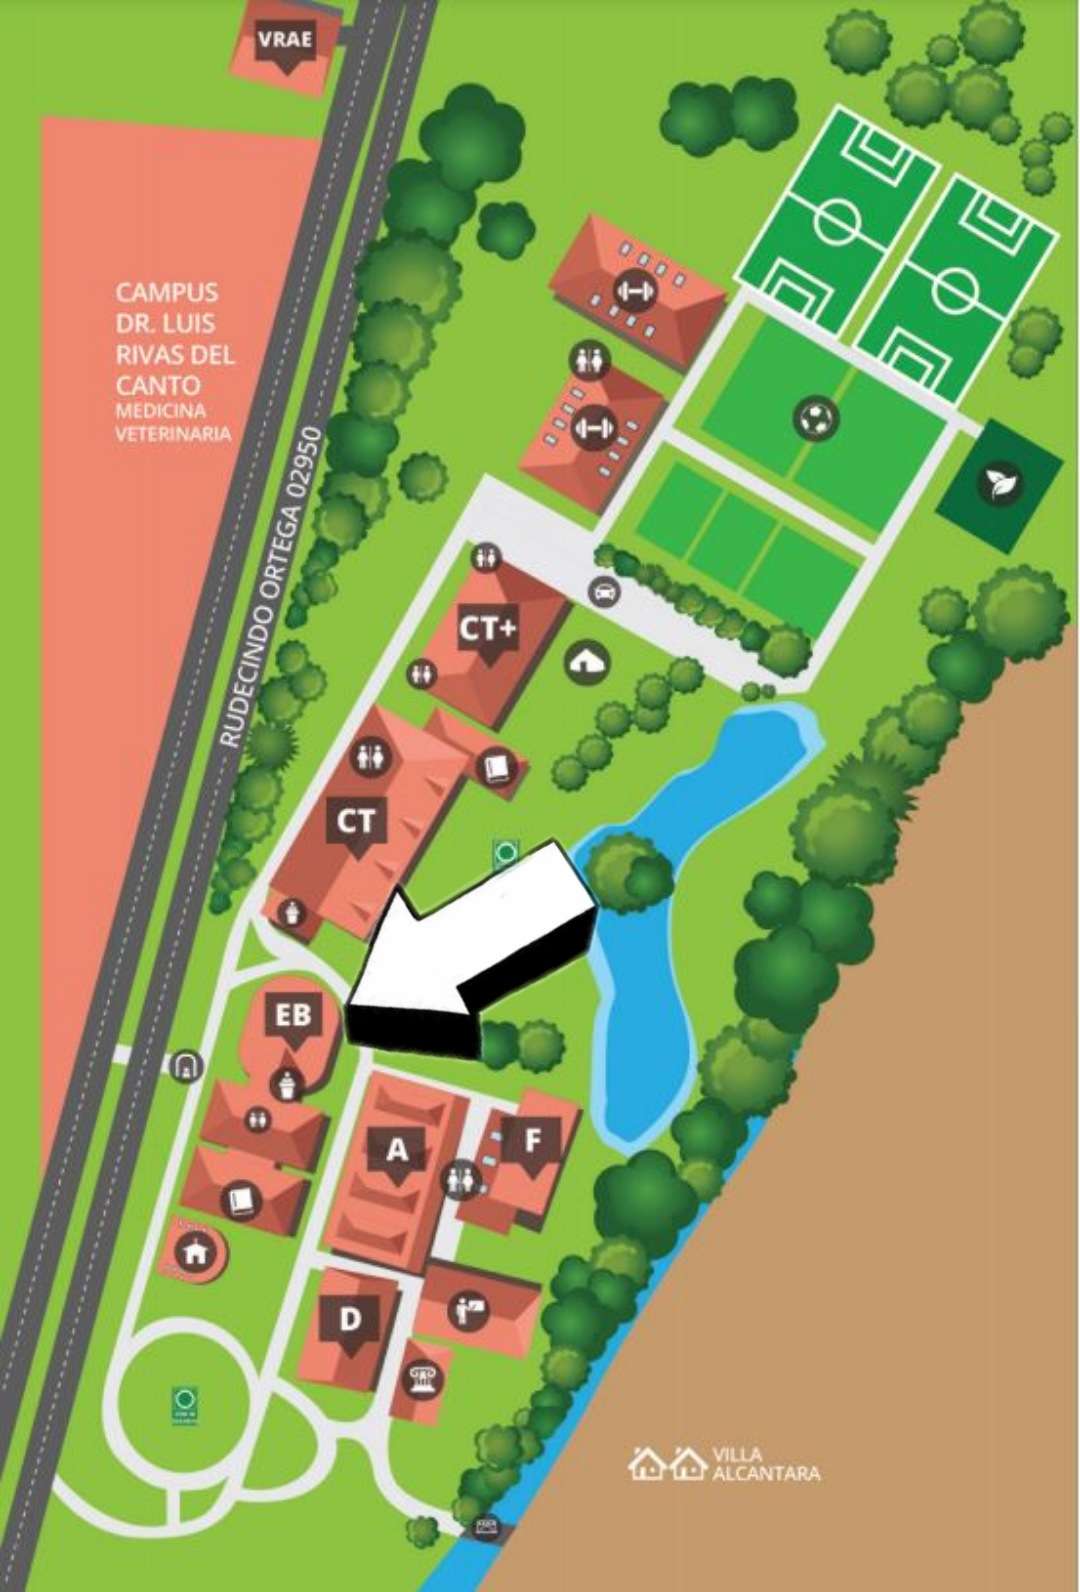 VRAE
CAMPUS
DR. LUIS
RIVAS DEL
CANTO
MEDICINA
VETERINARIA
RUDECINDO ORTEGA 02950
CT+
CT
EB
A
F
D
VILLA
ALCANTARA